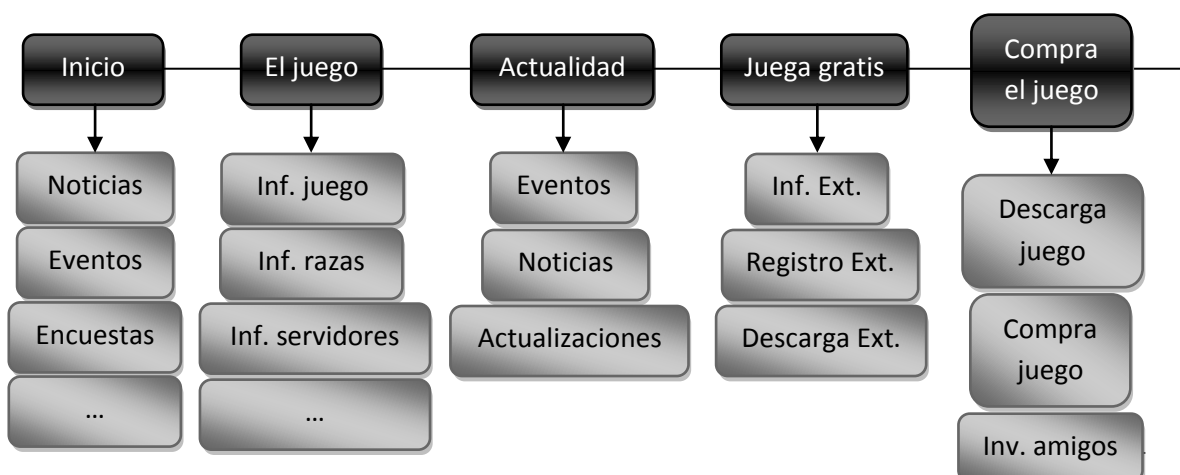 Inicio
El juego
Actualidad
Juega gratis
Compra
el juego
Noticias
Eventos
Encuestas
...
Inf. juego
Inf. razas
Inf. servidores
...
Eventos
Noticias
Actualizaciones
Inf. Ext.
Registro Ext.
Descarga Ext.
Descarga
juego
Compra
juego
Inv. amigos